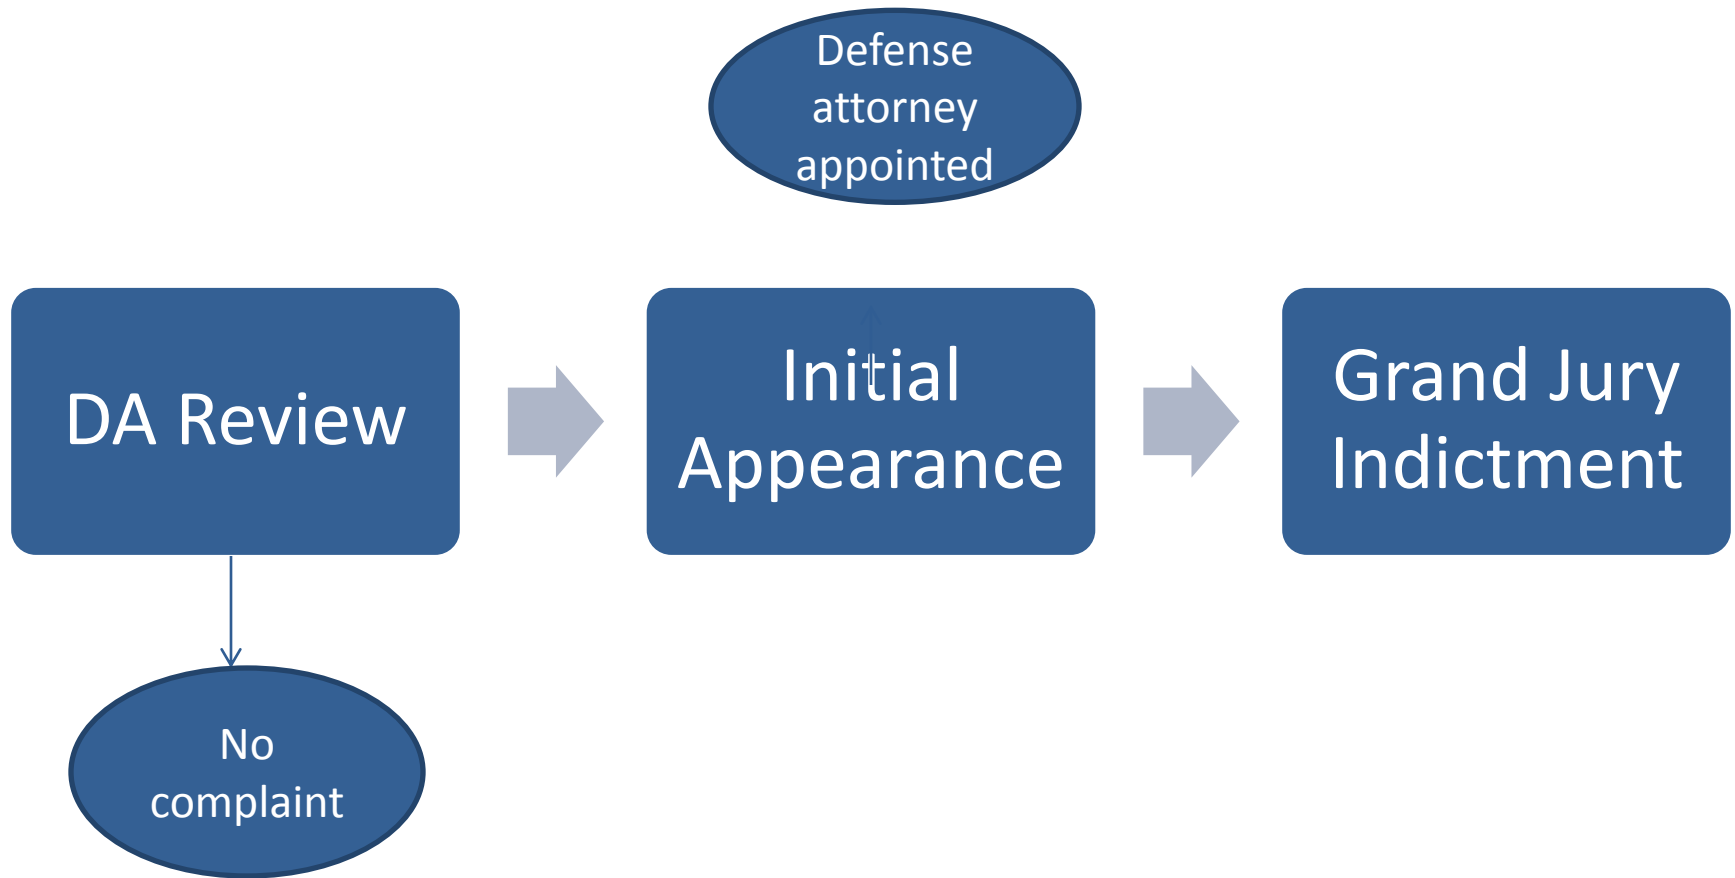 Defense
attorney
appointed
DA Review
Initial
Appearance
Grand Jury
Indictment
No
complaint